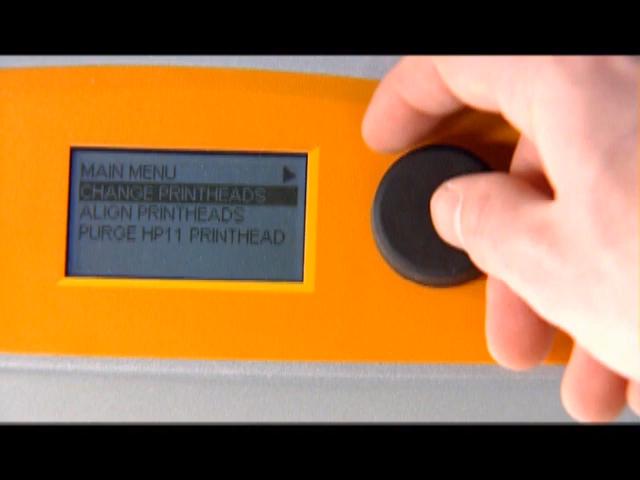 MAIN MENU
CHANGE PRINTHEADS
ALIGN PRINTHEADS
PURGE HP11 PRINTHEAD